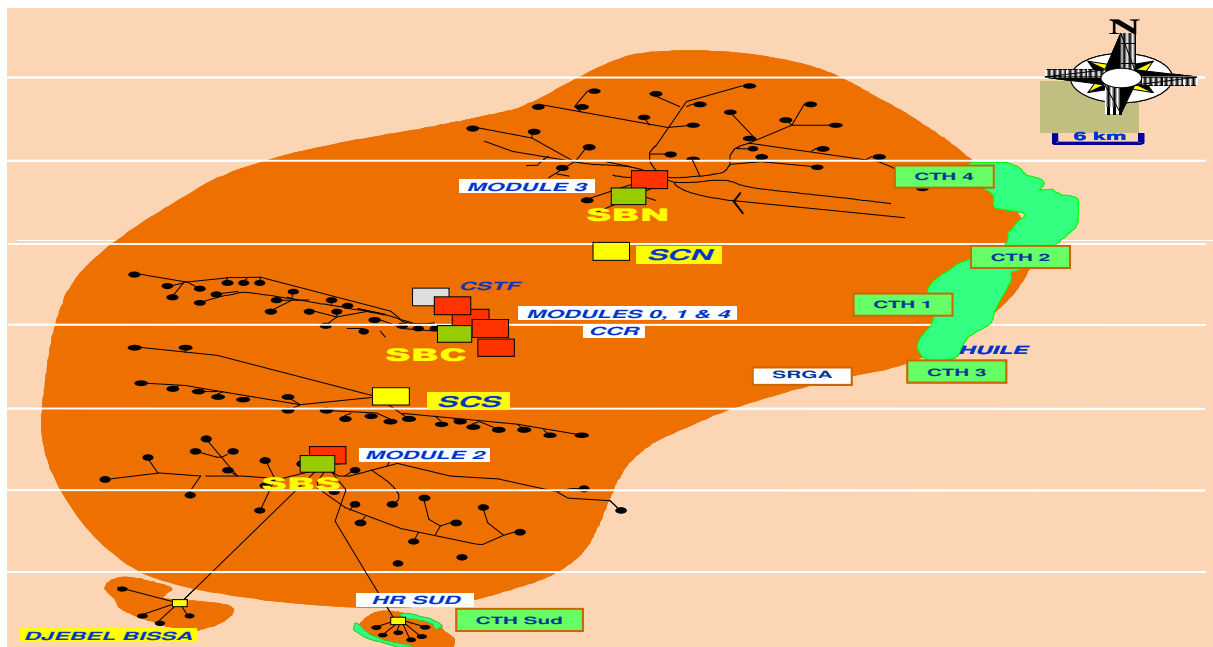 N
6 km
CTH 4
MODULE 3
SBN
SCN
CTH 2
CSTF
CTH 1
MODULES 0, 1 & 4
CCR
SBC
HUILE
CTH 3
SRGA
SCS
MODULE 2
SBS
HR SUD
CTH Sud
DJEBEL BISSA